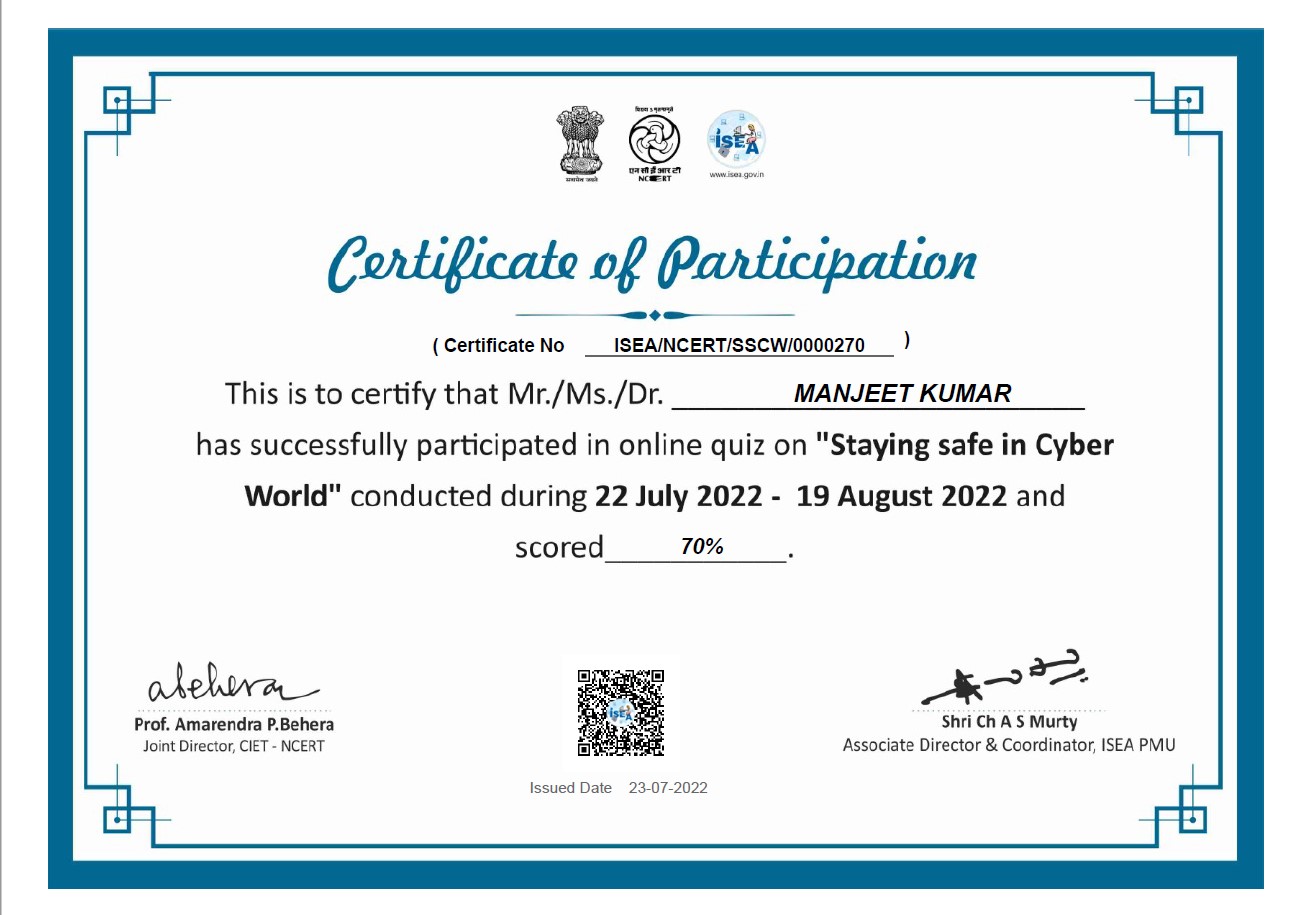 सत्यमेव जयते
एन सी ई आर टी
NCERT
iSEA
www.isea.gov.in
Certificate of Participation
( Certificate No ISEA/NCERT/SSCW/0000270 )
This is to certify that Mr./Ms./Dr. MANJEET KUMAR
has successfully participated in online quiz on "Staying safe in Cyber
World" conducted during 22 July 2022 - 19 August 2022 and
scored 70% .
Prof. Amarendra P.Behera
Joint Director, CIET - NCERT
iSEA
Shri Ch A S Murty
Associate Director & Coordinator, ISEA PMU
Issued Date 23-07-2022